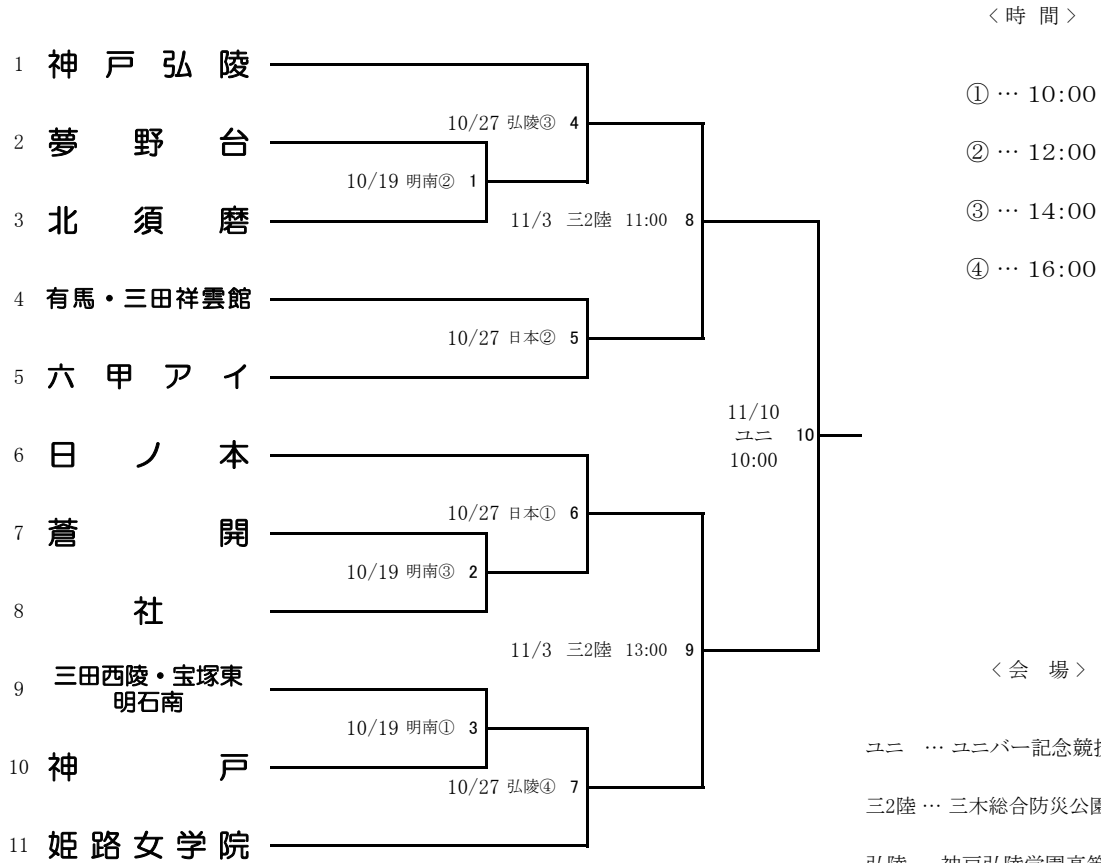 ＜時 間＞
1 神戸弘陵
① … 10:00
10/27 弘陵③ 4
2 夢野台
② … 12:00
10/19 明南② 1
3 北須磨
11/3 三2陸 11:00 8
③ … 14:00
④ … 16:00
4 有馬・三田祥雲館
10/27 日本② 5
5 六甲アイ
11/10
ユニ 10
10:00
6 日ノ本
10/27 日本① 6
7 蒼開
10/19 明南③ 2
8 社
11/3 三2陸 13:00 9
＜会 場＞
9 三田西陵・宝塚東
明石南
10/19 明南① 3
ユニ … ユニバー記念競技
10 神戸
10/27 弘陵④ 7
三2陸 … 三木総合防災公園
11 姫路女学院